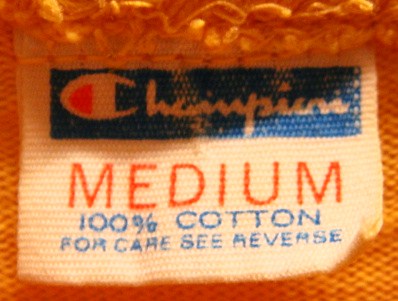 Champion
MEDIUM
100% COTTON
FOR CARE SEE REVERSE